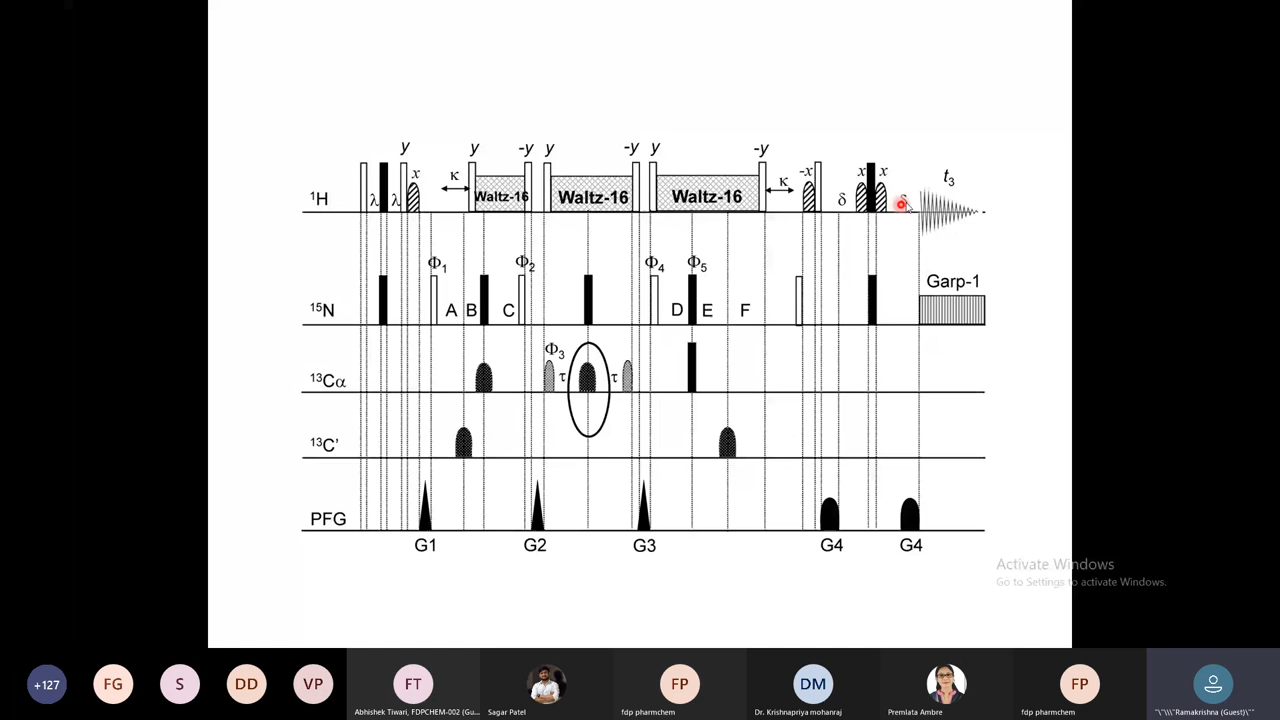 y y -y y -y y -y
x κ κ -x x x t3
¹H λ λ Waltz-16 Waltz-16 Waltz-16 δ
Φ1 Φ2 Φ4 Φ5
Garp-1
¹⁵N A B C D E F
Φ3
¹³Cα τ τ
¹³C’
PFG
G1 G2 G3 G4 G4
Activate Windows
Go to Settings to activate Windows.
+127 FG S DD VP FT FP DM FP
Abhishek Tiwari, FDPCHEM-002 (Gu... Sagar Patel fdp pharmchem Dr. Krishnapriya mohanraj Premlata Ambre fdp pharmchem "\"\\\"Ramakrishna (Guest)\""